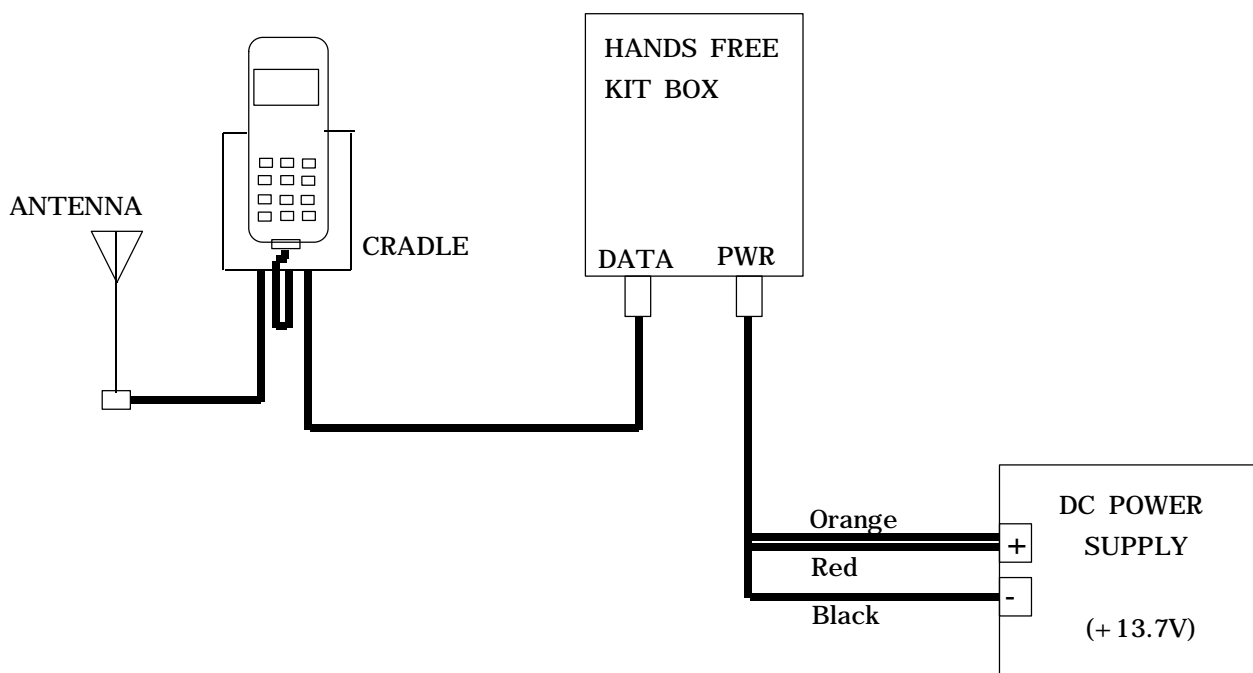 HANDS FREE
KIT BOX
ANTENNA
CRADLE
DATA
PWR
Orange
Red
Black
+
-
DC POWER
SUPPLY
(+13.7V)